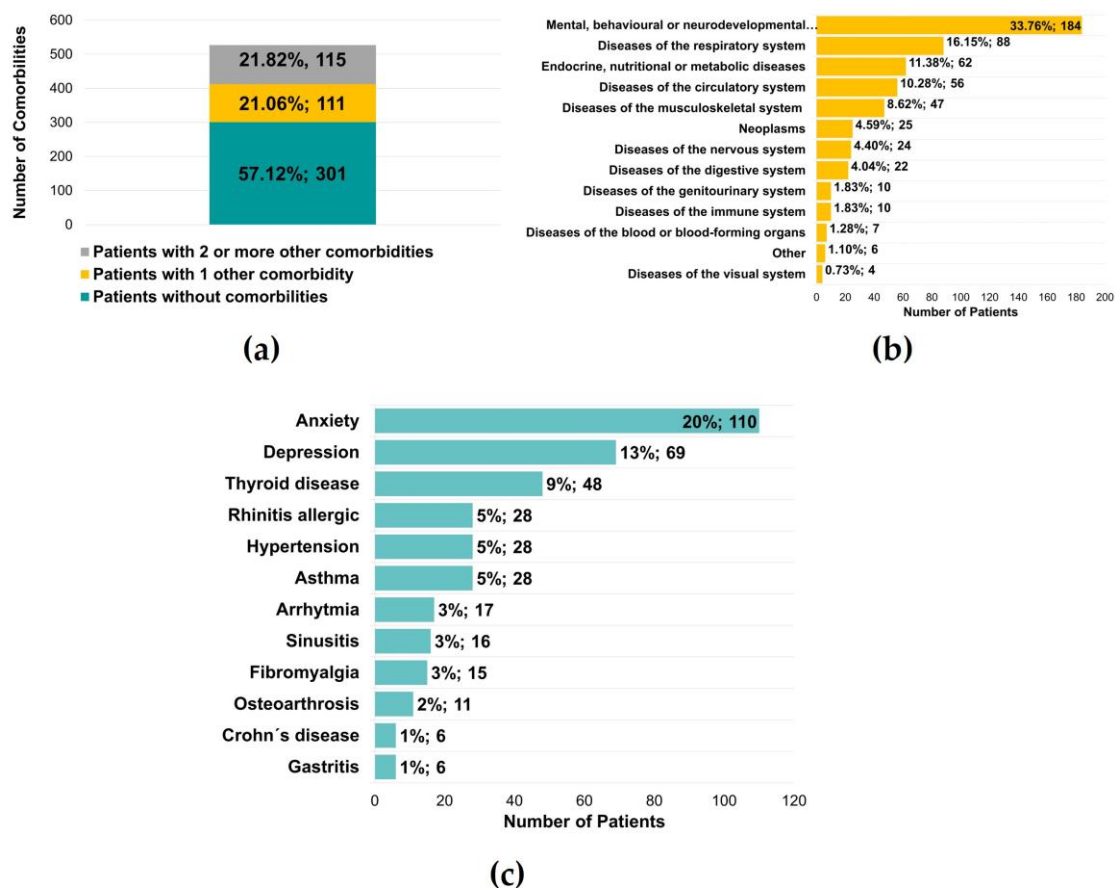 Number of Comorbilities
600
500
400
300
200
100
0
21.82%, 115
21.06%; 111
57.12%; 301
Patients with 2 or more other comorbidities
Patients with 1 other comorbidity
Patients without comorbilities
(a)
Mental, behavioural or neurodevelopmental… 33.76%; 184
Diseases of the respiratory system 16.15%; 88
Endocrine, nutritional or metabolic diseases 11.38%; 62
Diseases of the circulatory system 10.28%; 56
Diseases of the musculoskeletal system 8.62%; 47
Neoplasms 4.59%; 25
Diseases of the nervous system 4.40%; 24
Diseases of the digestive system 4.04%; 22
Diseases of the genitourinary system 1.83%; 10
Diseases of the immune system 1.83%; 10
Diseases of the blood or blood-forming organs 1.28%; 7
Other 1.10%; 6
Diseases of the visual system 0.73%; 4
0 20 40 60 80 100 120 140 160 180 200
Number of Patients
(b)
Anxiety 20%; 110
Depression 13%; 69
Thyroid disease 9%; 48
Rhinitis allergic 5%; 28
Hypertension 5%; 28
Asthma 5%; 28
Arrhytmia 3%; 17
Sinusitis 3%; 16
Fibromyalgia 3%; 15
Osteoarthrosis 2%; 11
Crohn´s disease 1%; 6
Gastritis 1%; 6
0 20 40 60 80 100 120
Number of Patients
(c)